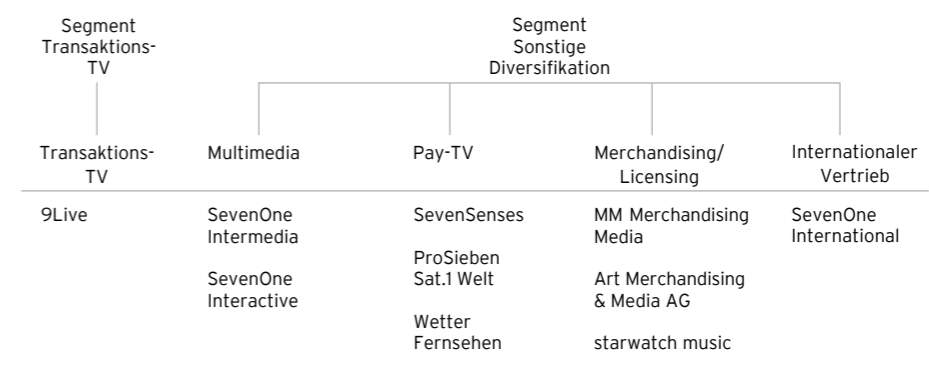 Segment
Transaktions-
TV
Segment
Sonstige
Diversifikation
Transaktions-
TV
Multimedia
Pay-TV
Merchandising/
Licensing
Internationaler
Vertrieb
9Live
SevenOne
Intermedia
SevenOne
Interactive
SevenSenses
ProSieben
Sat.1 Welt
Wetter
Fernsehen
MM Merchandising
Media
Art Merchandising
& Media AG
starwatch music
SevenOne
International